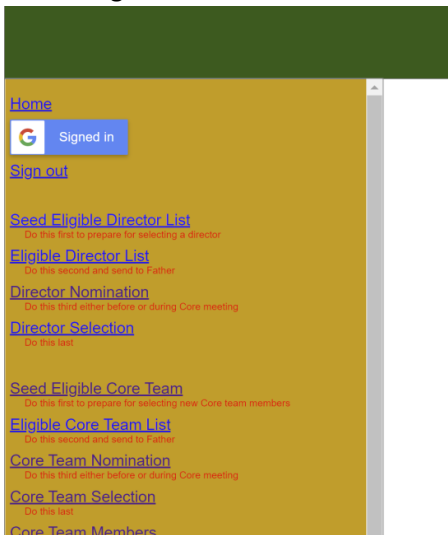 Home
Signed in
Sign out
Seed Eligible Director List
Do this first to prepare for selecting a director
Eligible Director List
Do this second and send to Father
Director Nomination
Do this third either before or during Core meeting
Director Selection
Do this last
Seed Eligible Core Team
Do this first to prepare for selecting new Core team members
Eligible Core Team List
Do this second and send to Father
Core Team Nomination
Do this third either before or during Core meeting
Core Team Selection
Do this last
Core Team Members